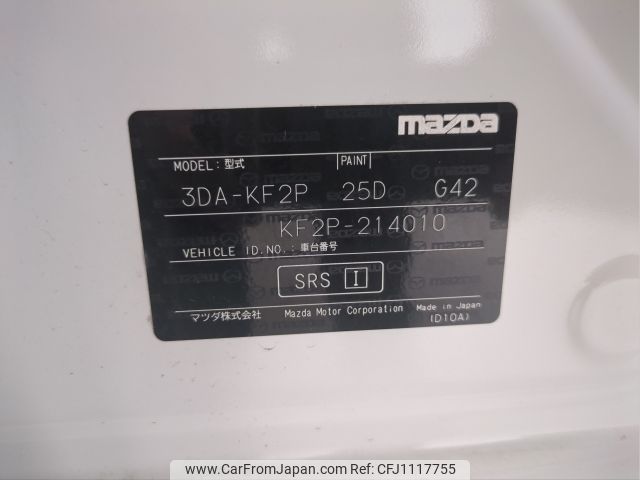 mazda
MODEL: 型式 PAINT
3DA-KF2P 25D G42
KF2P-214010
VEHICLE ID.NO.: 車台番号
SRS I
マツダ株式会社 Mazda Motor Corporation Made in Japan
(D10A)
www.CarFromJapan.com | Ref No. CFJ1117755